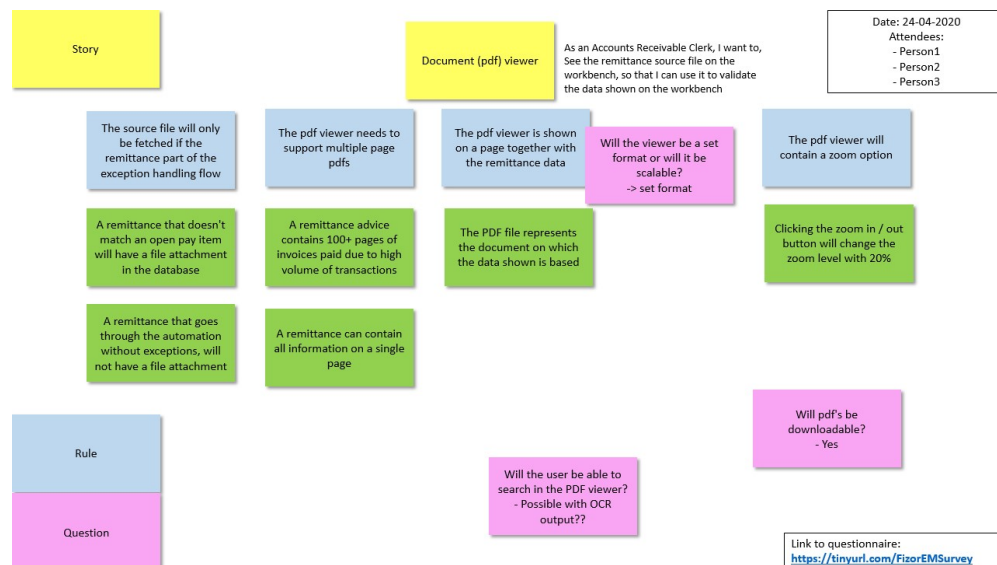 Story
Document (pdf) viewer
As an Accounts Receivable Clerk, I want to,
See the remittance source file on the
workbench, so that I can use it to validate
the data shown on the workbench
Date: 24-04-2020
Attendees:
- Person1
- Person2
- Person3
The source file will only
be fetched if the
remittance part of the
exception handling flow
The pdf viewer needs to
support multiple page
pdfs
The pdf viewer is shown
on a page together with
the remittance data
Will the viewer be a set
format or will it be
scalable?
-> set format
The pdf viewer will
contain a zoom option
A remittance that doesn't
match an open pay item
will have a file attachment
in the database
A remittance advice
contains 100+ pages of
invoices paid due to high
volume of transactions
The PDF file represents
the document on which
the data shown is based
Clicking the zoom in / out
button will change the
zoom level with 20%
A remittance that goes
through the automation
without exceptions, will
not have a file attachment
A remittance can contain
all information on a single
page
Will pdf's be
downloadable?
- Yes
Rule
Will the user be able to
search in the PDF viewer?
- Possible with OCR
output??
Question
Link to questionnaire:
https://tinyurl.com/FizorEMSurvey